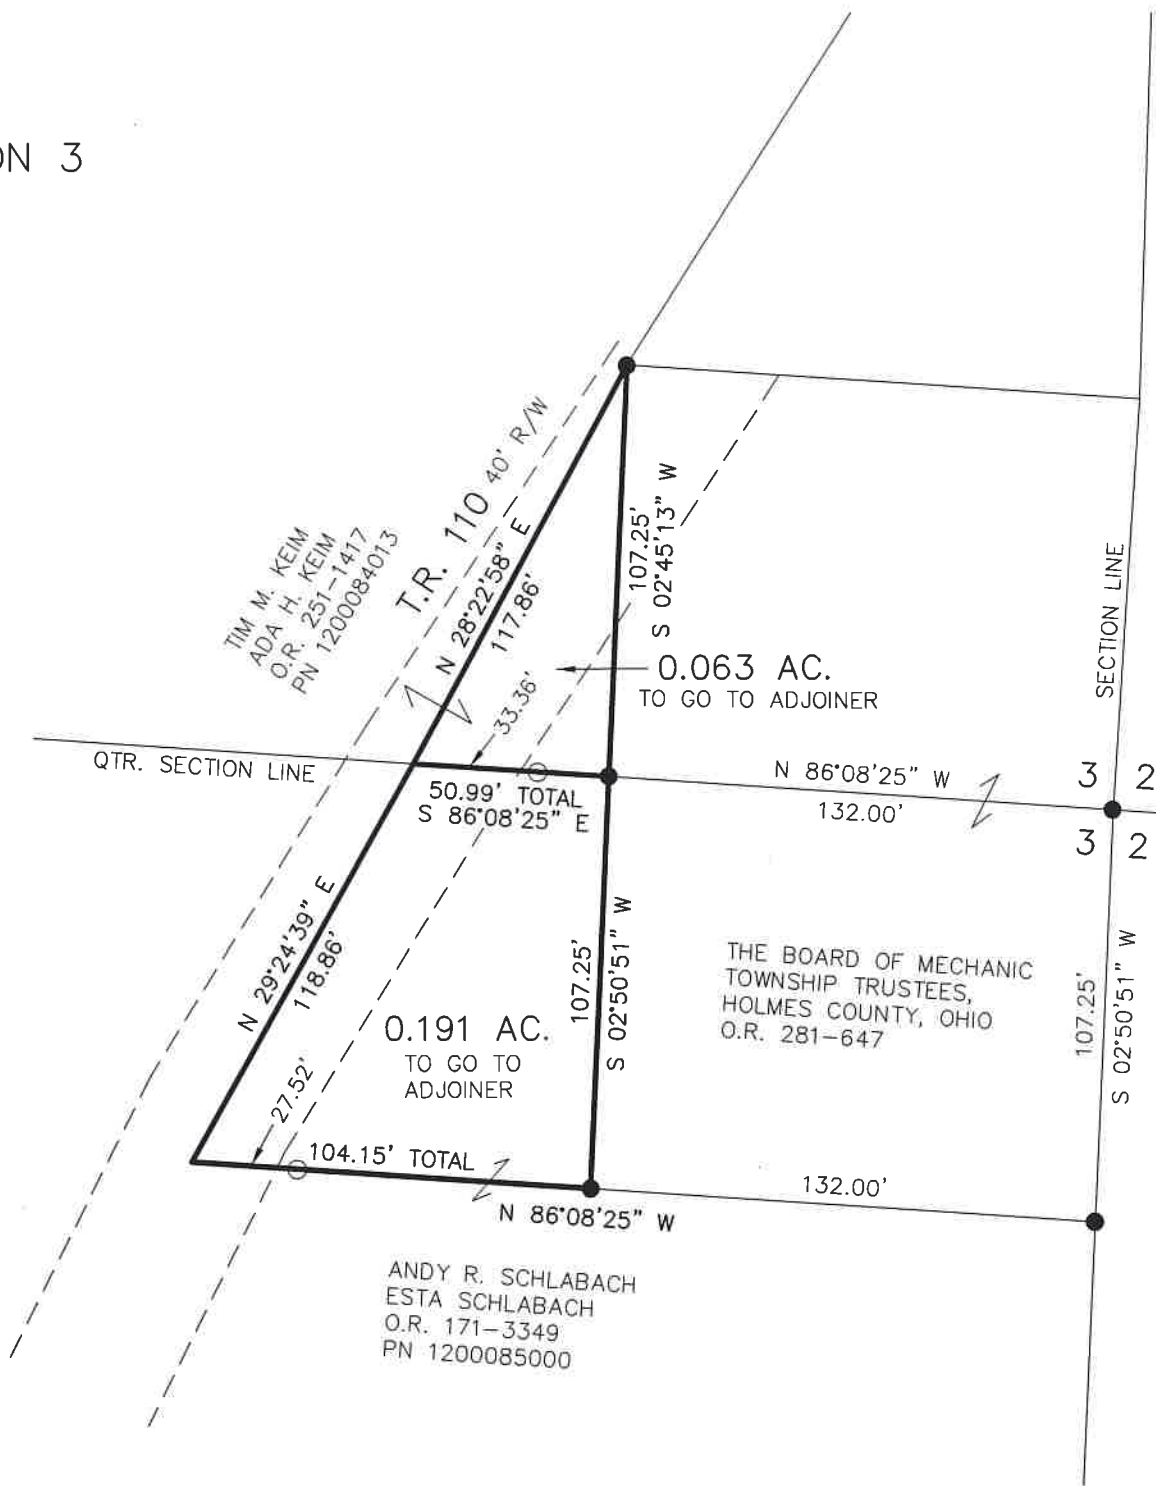 ON 3
TIM M. KEIM
ADA H. KEIM
O.R. 251-1417
PN 1200084013
T.R. 110 40' R/W
N 28°22'58" E
117.86'
107.25'
S 02°45'13" W
SECTION LINE
0.063 AC.
TO GO TO ADJOINER
33.36'
QTR. SECTION LINE
50.99' TOTAL
S 86°08'25" E
N 86°08'25" W
132.00'
3 2
3 2
N 29°24'39" E
118.86'
107.25'
S 02°50'51" W
THE BOARD OF MECHANIC
TOWNSHIP TRUSTEES,
HOLMES COUNTY, OHIO
O.R. 281-647
107.25'
S 02°50'51" W
0.191 AC.
TO GO TO
ADJOINER
27.52'
104.15' TOTAL
N 86°08'25" W
132.00'
ANDY R. SCHLABACH
ESTA SCHLABACH
O.R. 171-3349
PN 1200085000